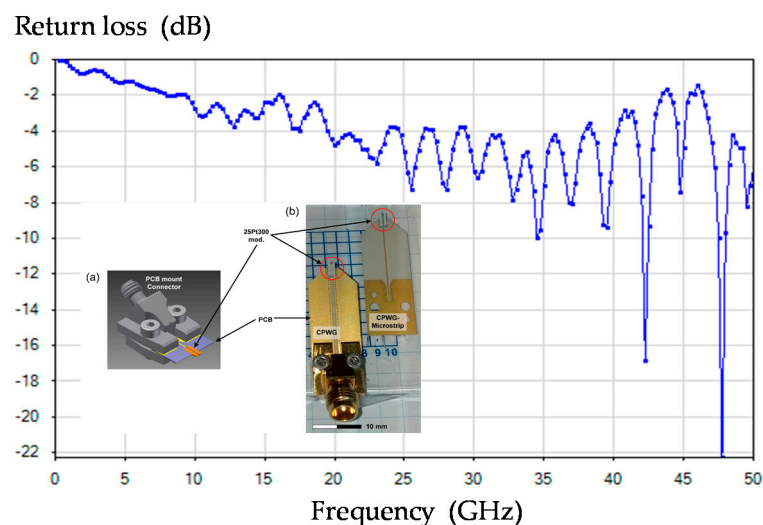 Return loss (dB)
0
-2
-4
-6
-8
-10
-12
-14
-16
-18
-20
-22
(a)
PCB mount
Connector
(b)
25Pt300
mod.
PCB
CPWG
CPWG-
Microstrip
8 9 10
10 mm
0 5 10 15 20 25 30 35 40 45 50
Frequency (GHz)